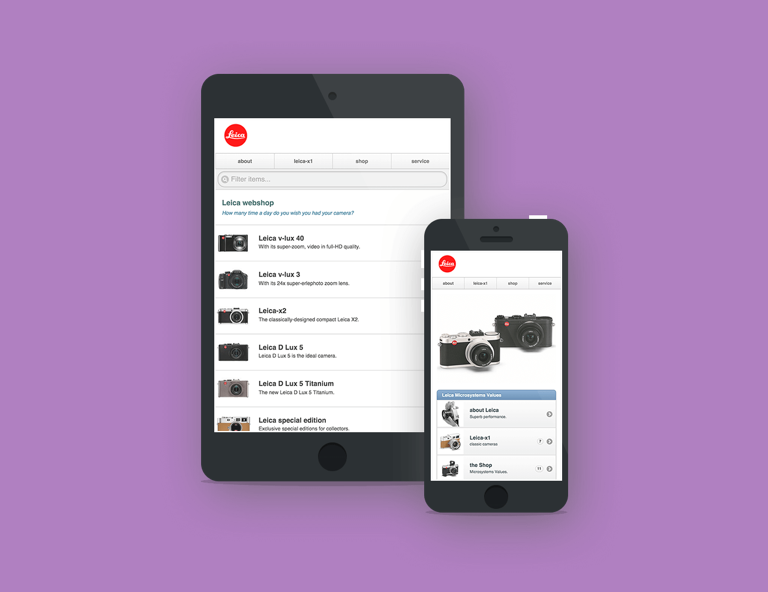 Leica
about
leica-x1
shop
service
Filter items...
Leica webshop
How many time a day do you wish you had your camera?
Leica v-lux 40
With its super-zoom, video in full-HD quality.
Leica v-lux 3
With its 24x super-erlephoto zoom lens.
Leica-x2
The classically-designed compact Leica X2.
Leica D Lux 5
Leica D Lux 5 is the ideal camera.
Leica D Lux 5 Titanium
The new Leica D Lux 5 Titanium.
Leica special edition
Exclusive special editions for collectors.
Leica
about
leica-x1
shop
service
Leica Microsystems Values
about Leica
Superb performance.
Leica-x1
classic cameras
the Shop
Microsystems Values.
11